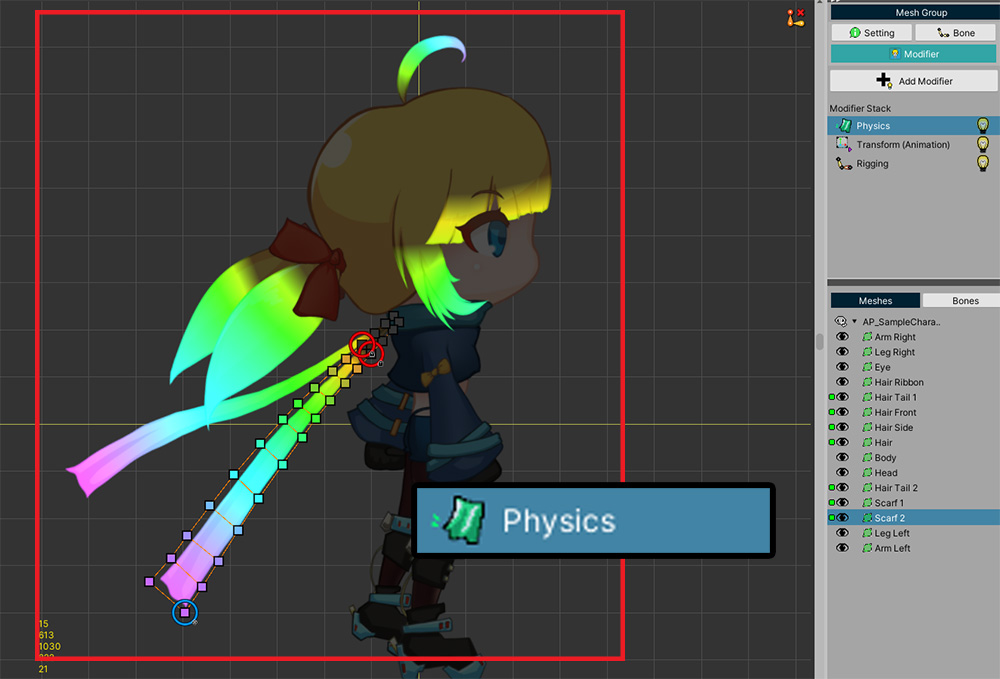 Mesh Group
Setting
Bone
Modifier
Add Modifier
Modifier Stack
Physics
Transform (Animation)
Rigging
Meshes
Bones
AP_SampleChara..
Arm Right
Leg Right
Eye
Hair Ribbon
Hair Tail 1
Hair Front
Hair Side
Hair
Body
Head
Hair Tail 2
Scarf 1
Scarf 2
Leg Left
Arm Left
Physics
15
613
1030
21